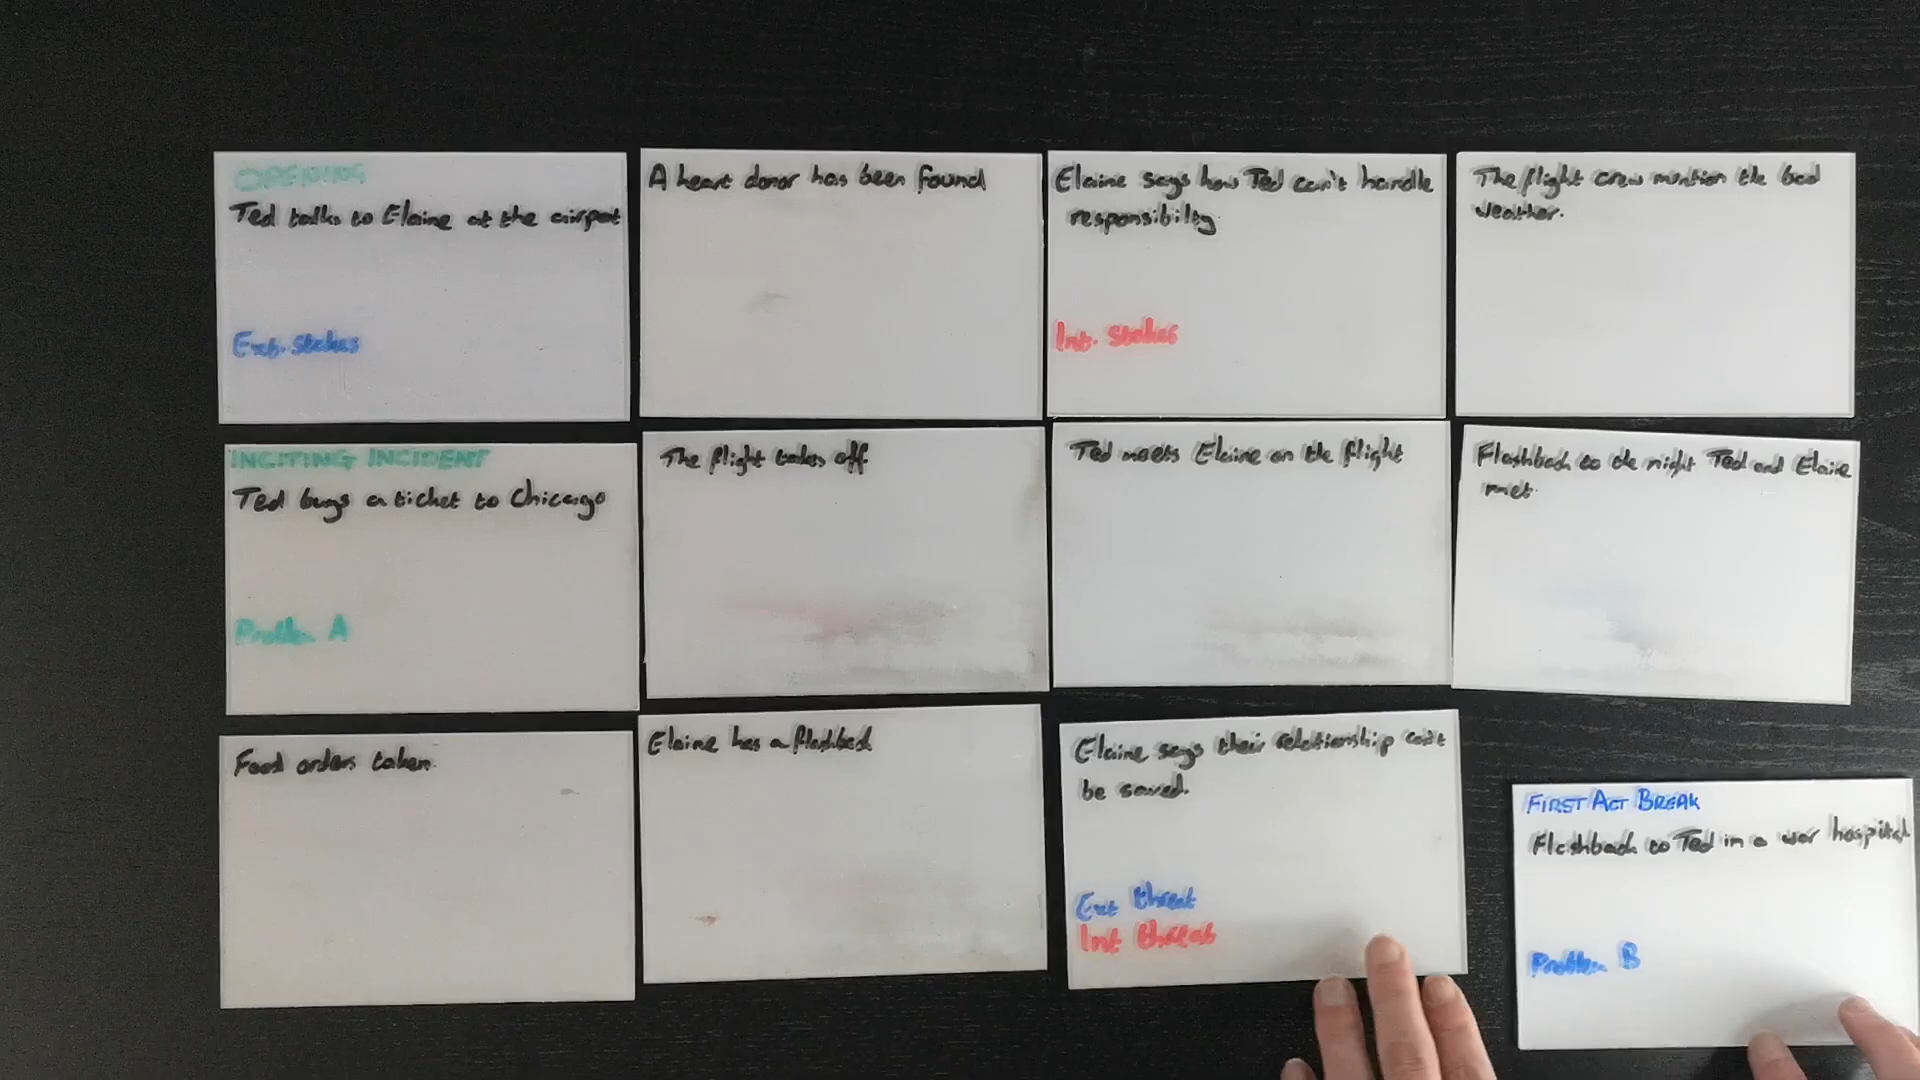 OPENING
Ted talks to Elaine at the airport
Ext. stakes
A heart donor has been found
Elaine says how Ted can't handle
responsibility.
Int. stakes
The flight crew mention the bad
weather.
INCITING INCIDENT
Ted buys a ticket to Chicago
Problem A
The flight takes off
Ted meets Elaine on the flight
Flashback to the night Ted and Elaine
met.
Food orders taken.
Elaine has a flashback
Elaine says their relationship can't
be saved.
Ext threat
Int threat
FIRST ACT BREAK
Flashback to Ted in a war hospital
Problem B